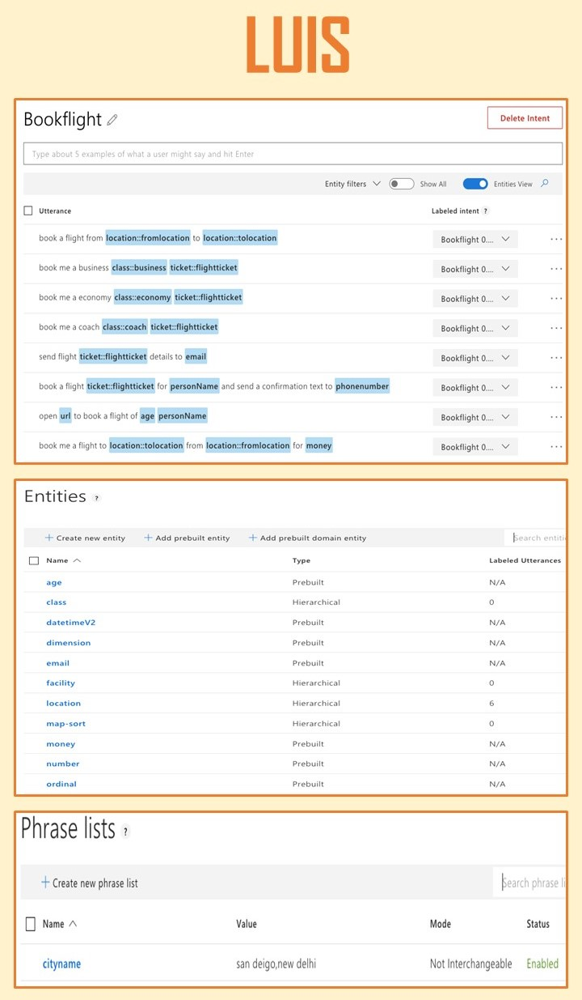 LUIS
Bookflight
Delete Intent
Type about 5 examples of what a user might say and hit Enter
Entity filters Show All Entities View
Utterance Labeled intent ?
book a flight from location::fromlocation to location::tolocation Bookflight 0.... ...
book me a business class::business ticket::flightticket Bookflight 0.... ...
book me a economy class::economy ticket::flightticket Bookflight 0.... ...
book me a coach class::coach ticket::flightticket Bookflight 0.... ...
send flight ticket::flightticket details to email Bookflight 0.... ...
book a flight ticket::flightticket for personName and send a confirmation text to phonenumber Bookflight 0.... ...
open url to book a flight of age personName Bookflight 0.... ...
book me a flight to location::tolocation from location::fromlocation for money Bookflight 0.... ...
Entities ?
+ Create new entity + Add prebuilt entity + Add prebuilt domain entity Search entiti
Name Type Labeled Utterances
age Prebuilt N/A
class Hierarchical 0
datetimeV2 Prebuilt N/A
dimension Prebuilt N/A
email Prebuilt N/A
facility Hierarchical 0
location Hierarchical 6
map-sort Hierarchical 0
money Prebuilt N/A
number Prebuilt N/A
ordinal Prebuilt N/A
Phrase lists ?
+ Create new phrase list Search phrase li
Name Value Mode Status
cityname san deigo,new delhi Not Interchangeable Enabled